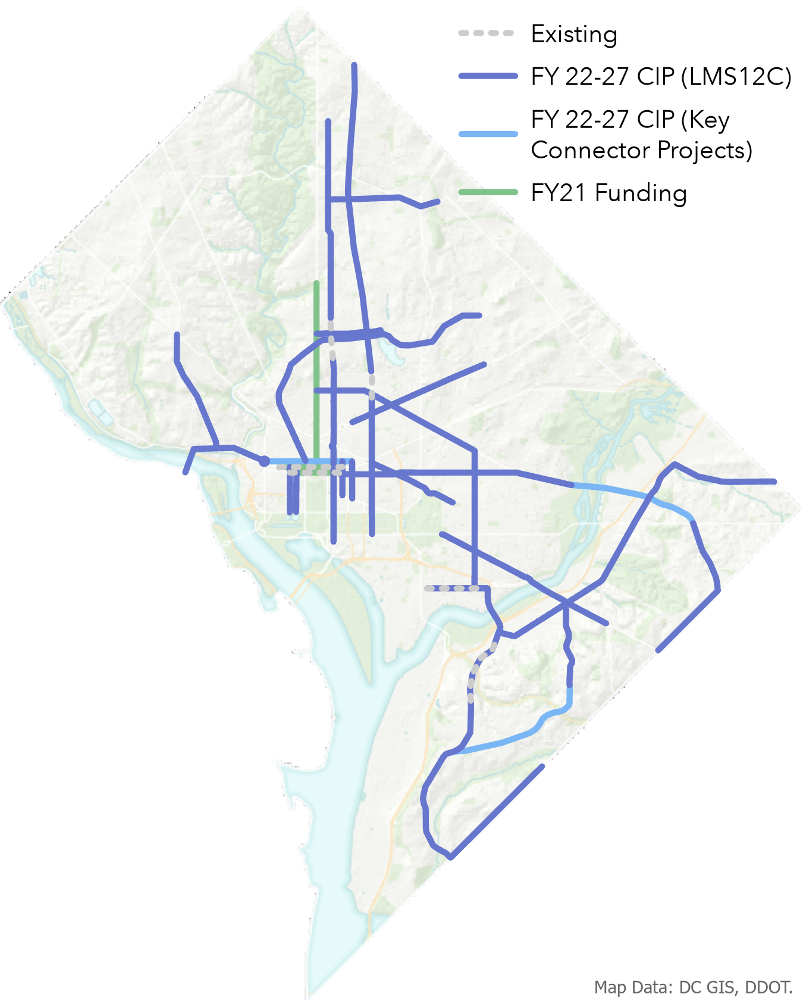 Existing
FY 22-27 CIP (LMS12C)
FY 22-27 CIP (Key
Connector Projects)
FY21 Funding
Map Data: DC GIS, DDOT.